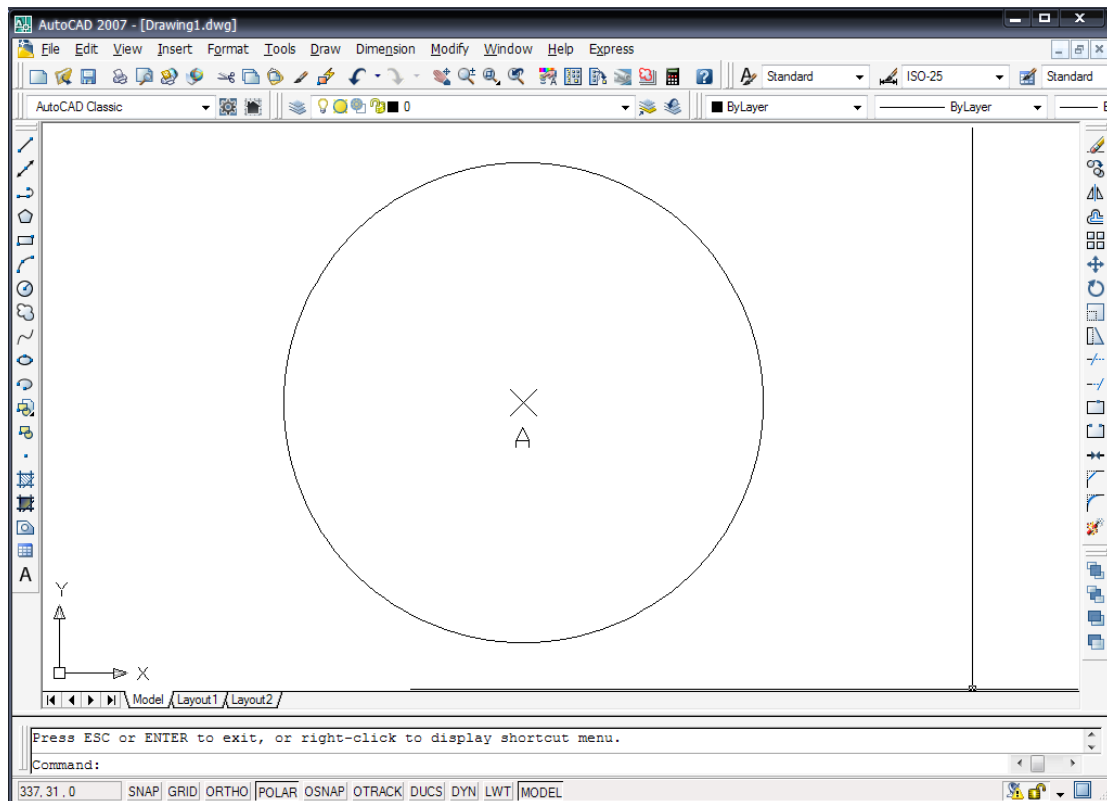 AutoCAD 2007 - [Drawing1.dwg]
File Edit View Insert Format Tools Draw Dimension Modify Window Help Express
Standard ISO-25 Standard
AutoCAD Classic 0 ByLayer ByLayer
A
A
Y
X
Model Layout1 Layout2
Press ESC or ENTER to exit, or right-click to display shortcut menu.
Command:
337, 31 , 0 SNAP GRID ORTHO POLAR OSNAP OTRACK DUCS DYN LWT MODEL